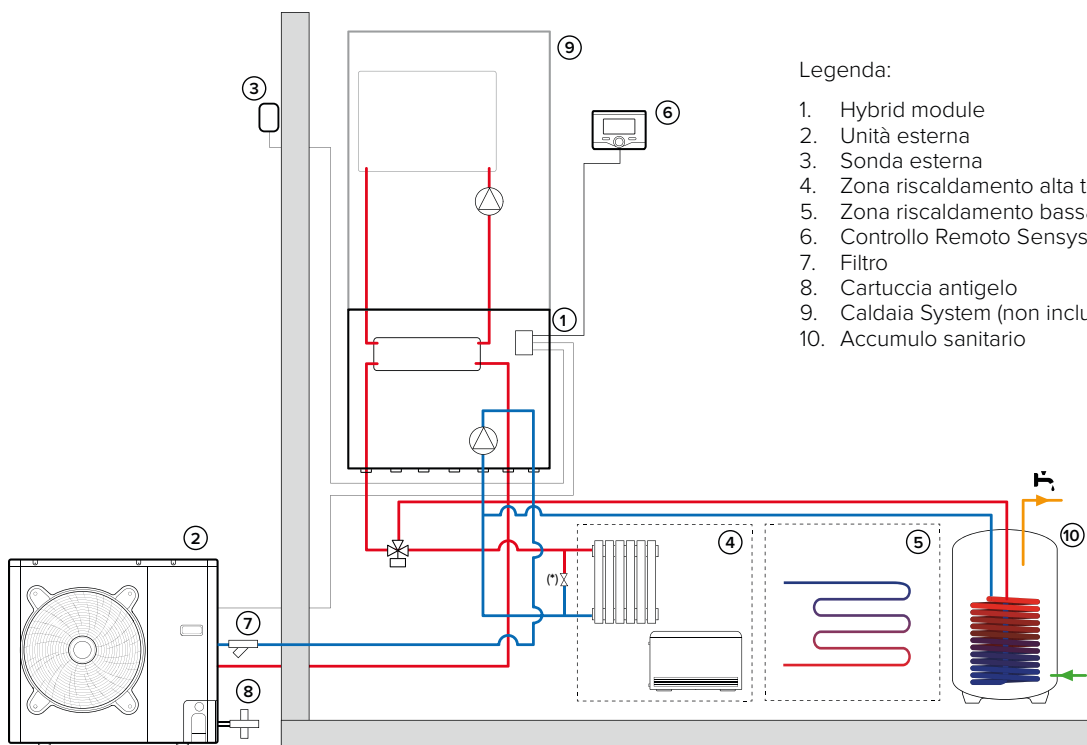 Legenda:
1. Hybrid module
2. Unità esterna
3. Sonda esterna
4. Zona riscaldamento alta
5. Zona riscaldamento
6. Controllo Remoto Sensys
7. Filtro
8. Cartuccia antigelo
9. Caldaia System (non
10. Accumulo sanitario
9
3
6
1
2
4
5
10
(*)
7
8